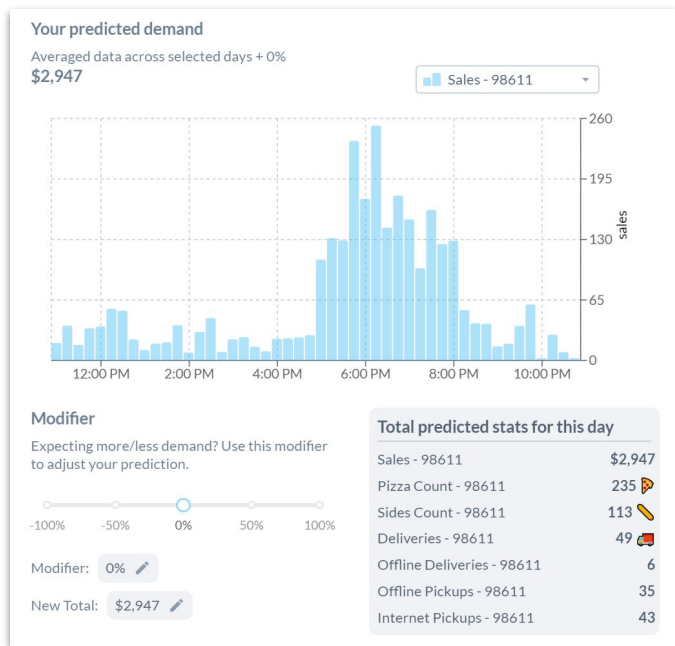 Your predicted demand
Averaged data across selected days + 0%
$2,947
Sales - 98611
260
195
130
65
0
sales
12:00 PM 2:00 PM 4:00 PM 6:00 PM 8:00 PM 10:00 PM
Modifier
Expecting more/less demand? Use this modifier
to adjust your prediction.
-100% -50% 0% 50% 100%
Modifier: 0%
New Total: $2,947
Total predicted stats for this day
Sales - 98611 $2,947
Pizza Count - 98611 235
Sides Count - 98611 113
Deliveries - 98611 49
Offline Deliveries - 98611 6
Offline Pickups - 98611 35
Internet Pickups - 98611 43